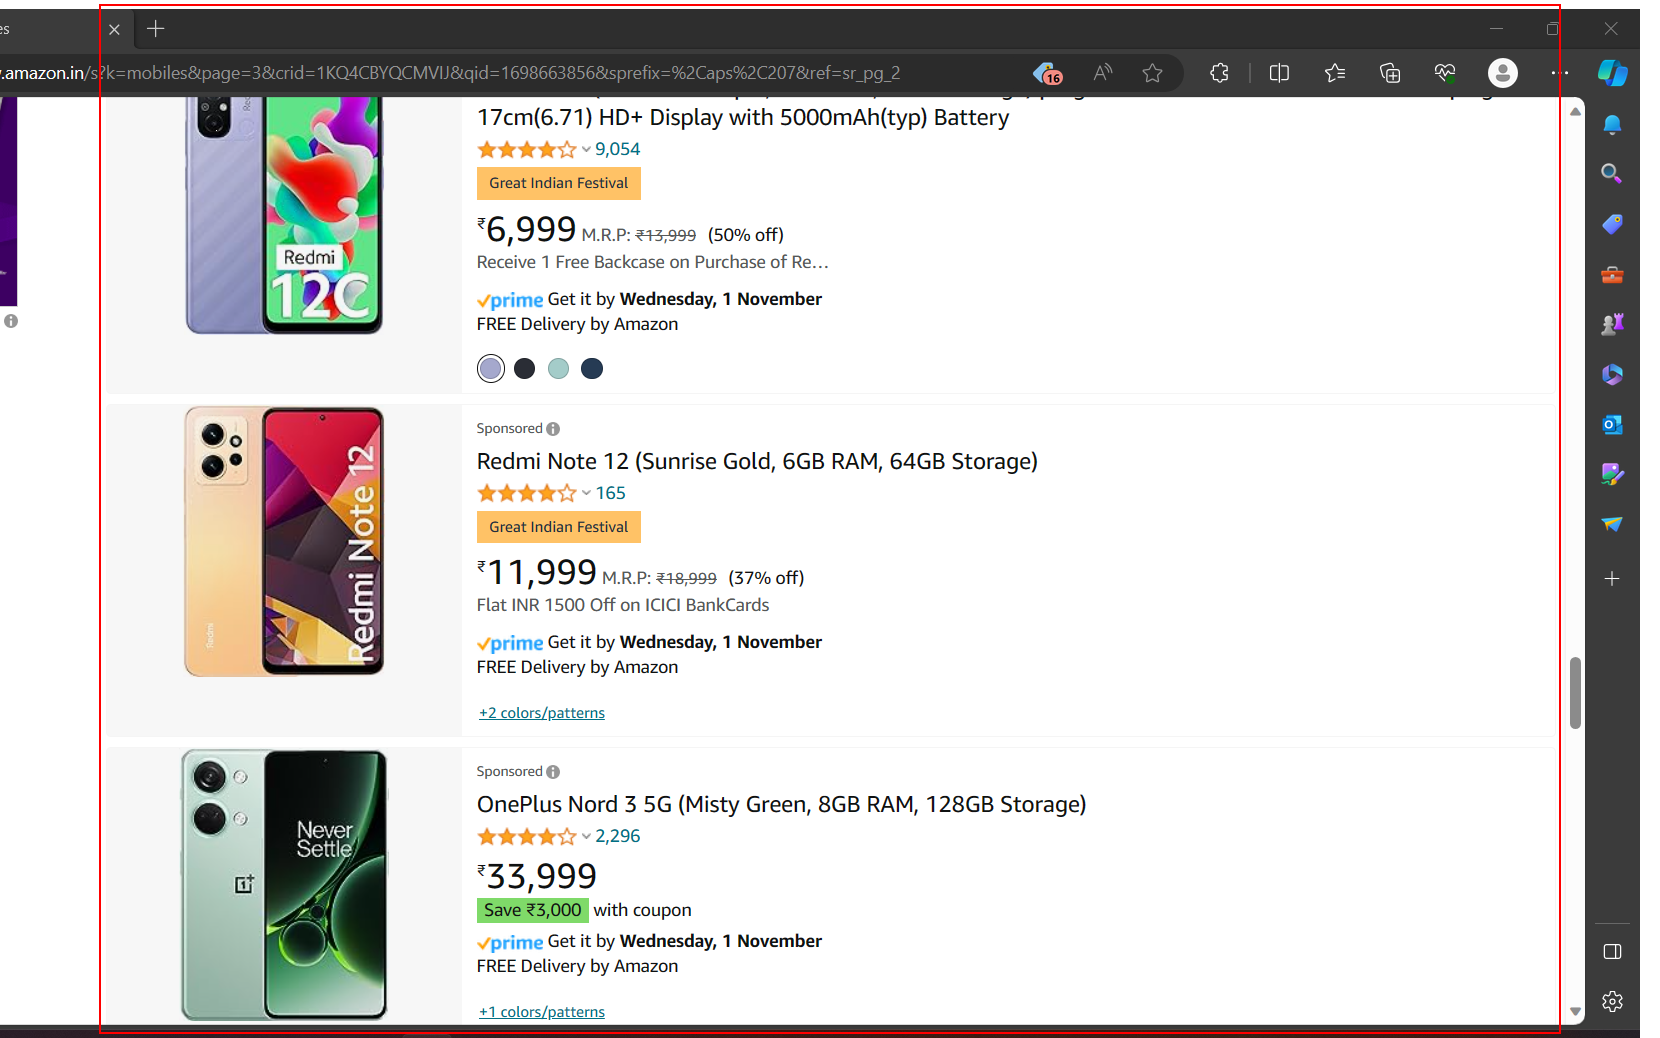 es
.amazon.in/s?k=mobiles&page=3&crid=1KQ4CBYQCMVIJ&qid=1698663856&sprefix=%2Caps%2C207&ref=sr_pg_2
16
17cm(6.71) HD+ Display with 5000mAh(typ) Battery
9,054
Great Indian Festival
₹6,999 M.R.P: ₹13,999 (50% off)
Receive 1 Free Backcase on Purchase of Re…
prime Get it by Wednesday, 1 November
FREE Delivery by Amazon
Redmi
12C
Sponsored
Redmi Note 12 (Sunrise Gold, 6GB RAM, 64GB Storage)
165
Great Indian Festival
₹11,999 M.R.P: ₹18,999 (37% off)
Flat INR 1500 Off on ICICI BankCards
prime Get it by Wednesday, 1 November
FREE Delivery by Amazon
+2 colors/patterns
Redmi Note 12
Redmi
Sponsored
OnePlus Nord 3 5G (Misty Green, 8GB RAM, 128GB Storage)
2,296
₹33,999
Save ₹3,000 with coupon
prime Get it by Wednesday, 1 November
FREE Delivery by Amazon
+1 colors/patterns
Never
Settle